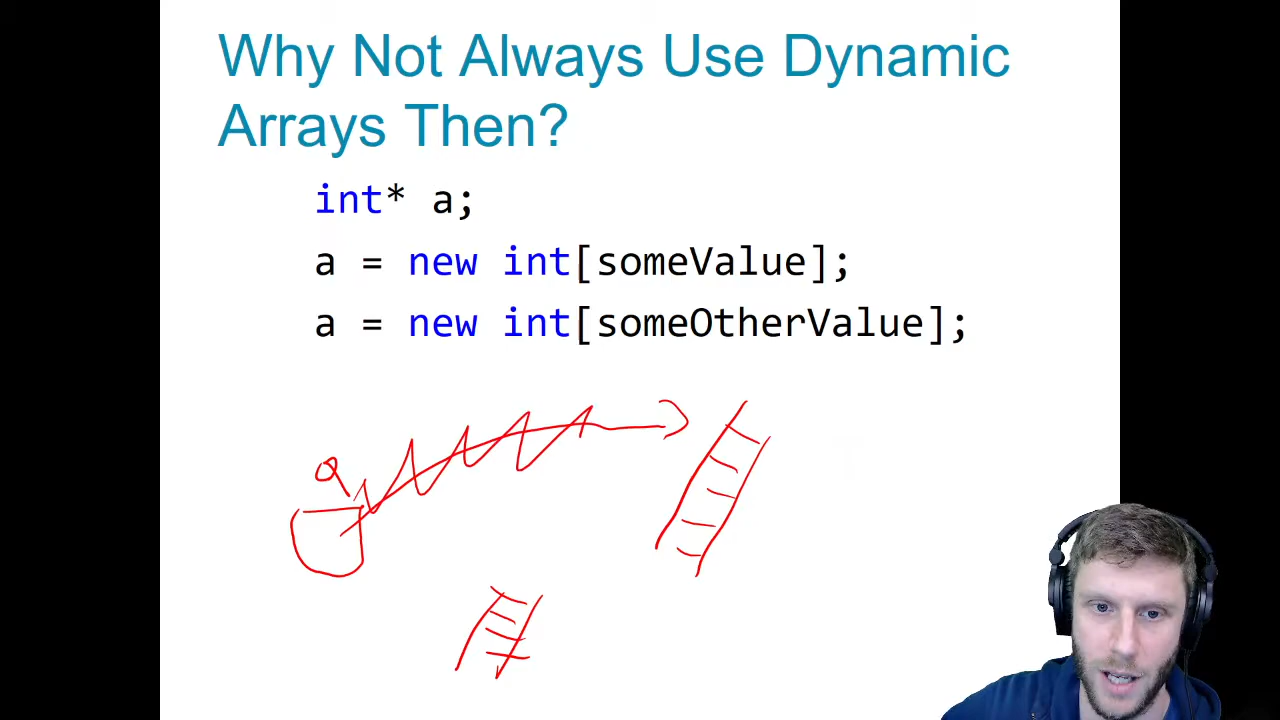 Why Not Always Use Dynamic
Arrays Then?
int* a;
a = new int[someValue];
a = new int[someOtherValue];
a